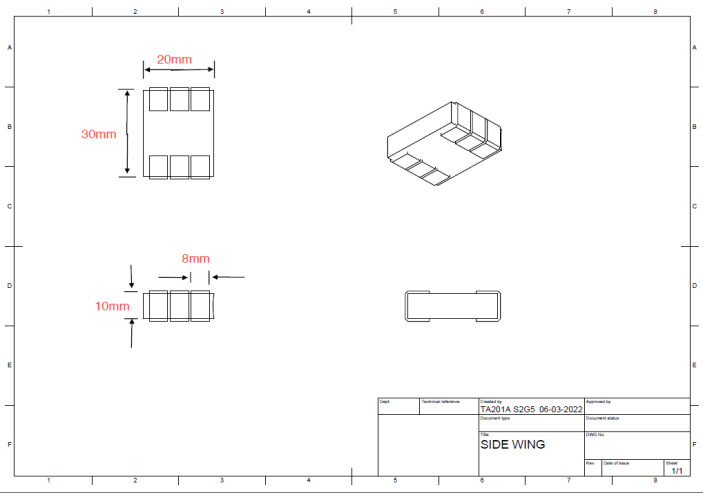 1 2 3 4 5 6 7 8
A A
20mm
B B
30mm
C C
8mm
D D
10mm
E E
Dept. Technical reference Created by Approved by
TA201A S2G5 06-03-2022
Document type Document status
Title DWG No.
F SIDE WING F
Rev. Date of issue Sheet
1/1
1 2 3 4 5 6 7 8